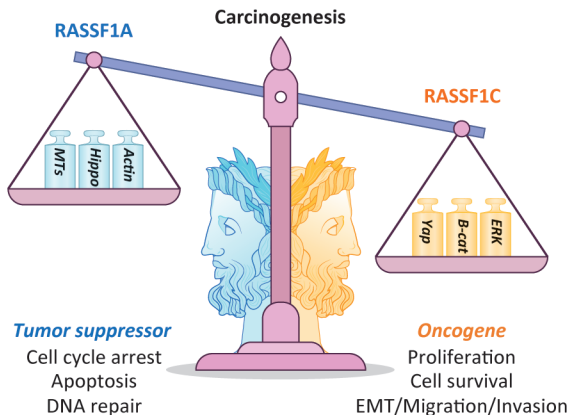 Carcinogenesis
RASSF1A
RASSF1C
MTs
Hippo
Actin
Yap
B-cat
ERK
Tumor suppressor
Cell cycle arrest
Apoptosis
DNA repair
Oncogene
Proliferation
Cell survival
EMT/Migration/Invasion